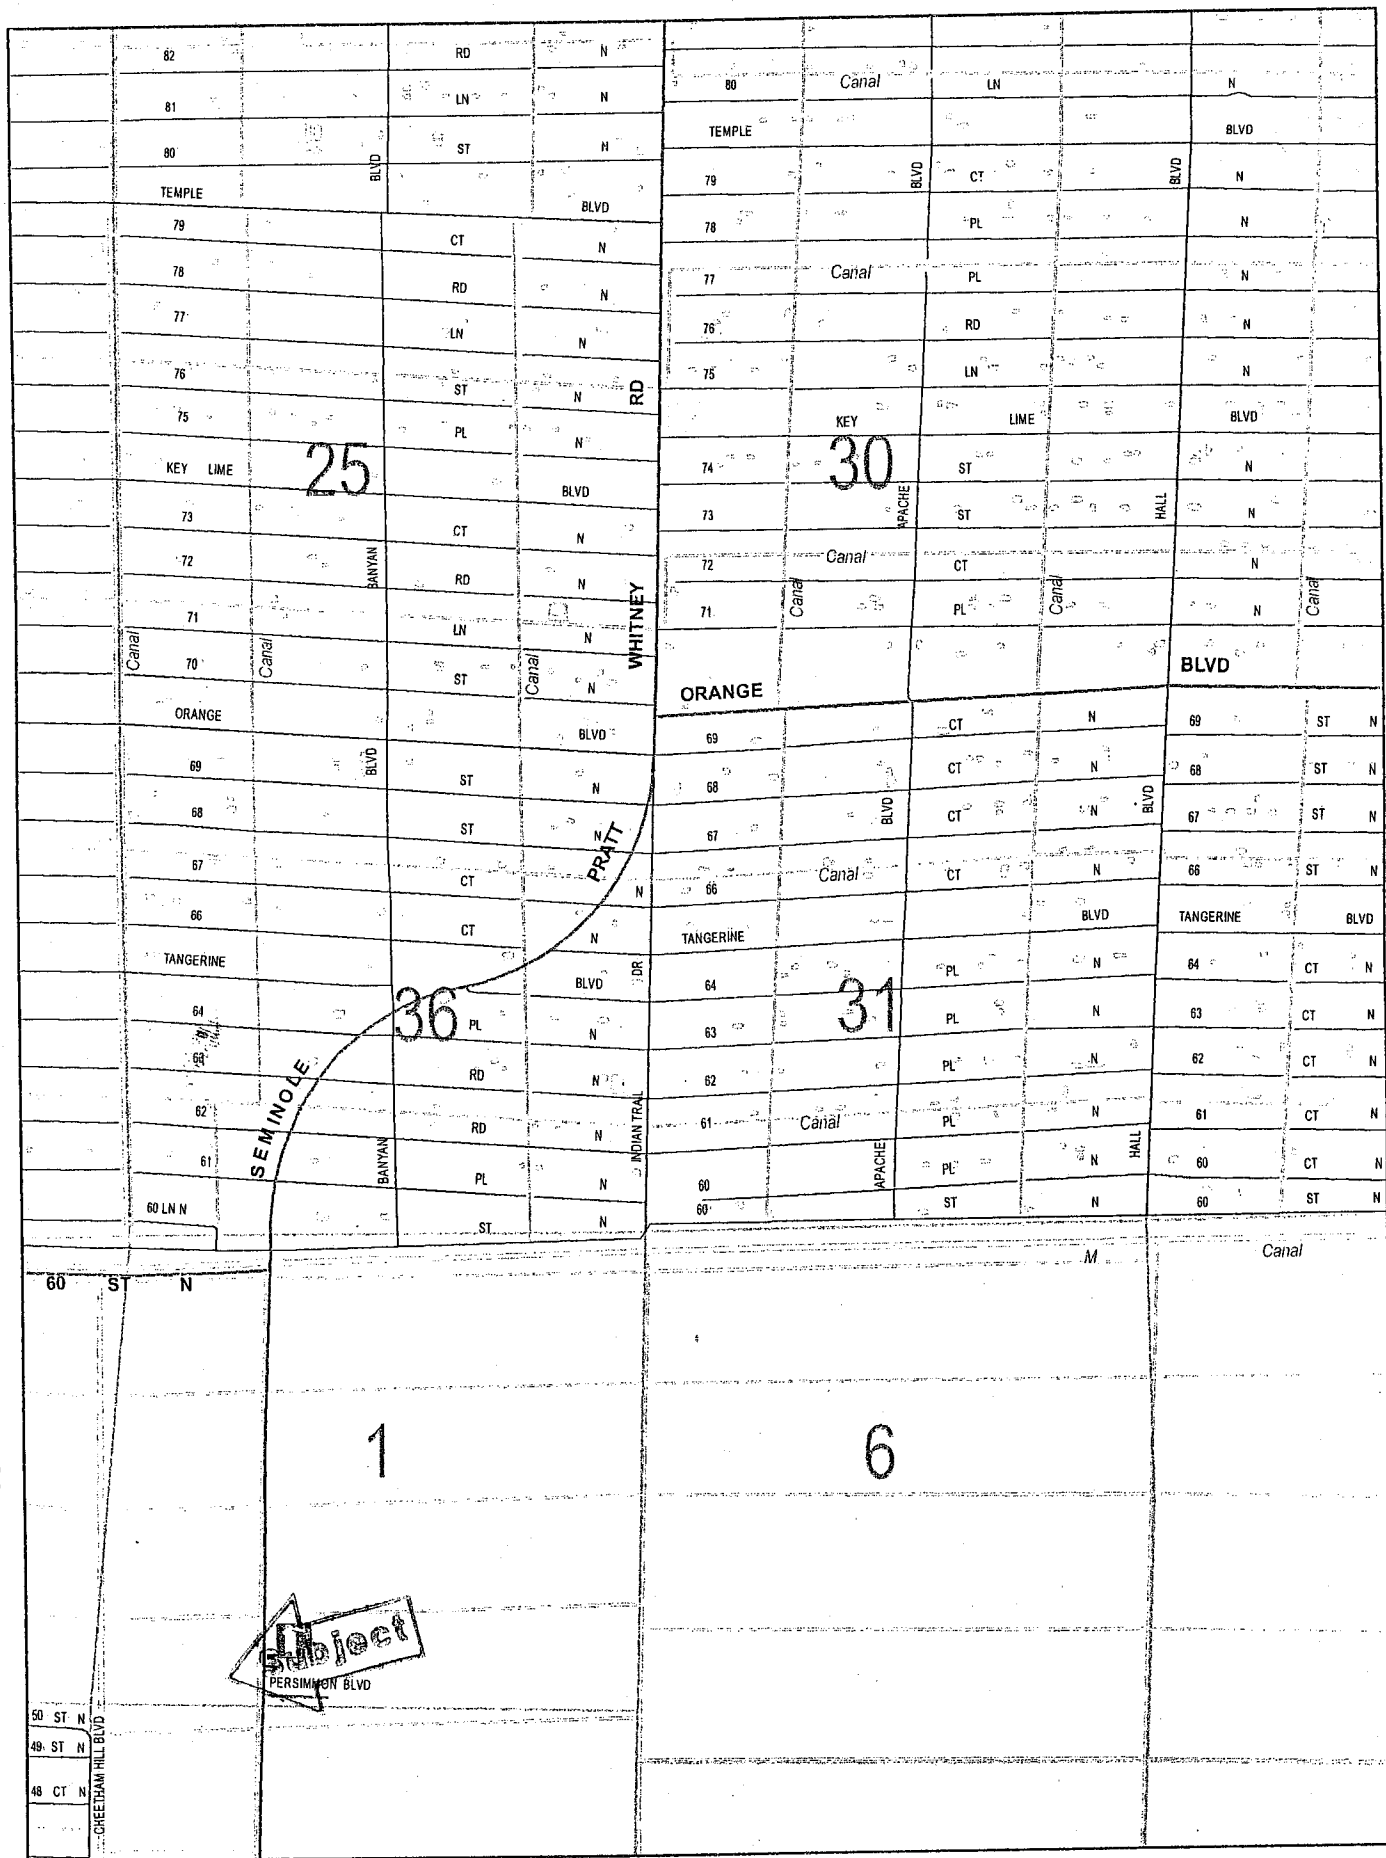 82 RD N
81 LN N
80 ST N
BLVD
TEMPLE BLVD
79 CT N
78 RD N
77 LN N
76 ST N
75 PL N
KEY LIME BLVD
25
73 CT N
72 RD N
BANYAN
71 LN N
70 ST N
Canal
Canal
Canal
ORANGE BLVD
BLVD
69 ST N
68 ST N
67 CT N
66 CT N
TANGERINE BLVD
36
64 PL N
63 RD N
62 RD N
61 PL N
60 LN N
ST N
BANYAN
INDIAN TRAIL DR
SEMINOLE PRATT WHITNEY RD
80 Canal LN N
TEMPLE BLVD
79 CT N
BLVD
BLVD
78 PL N
77 Canal PL N
76 RD N
75 LN N
KEY LIME BLVD
30
74 ST N
73 ST N
APACHE
HALL
72 Canal CT N
71 PL N
Canal
Canal
Canal
ORANGE BLVD
69 CT N 69 ST N
68 CT N 68 ST N
BLVD
BLVD
67 CT N 67 ST N
66 Canal CT N 66 ST N
TANGERINE BLVD TANGERINE BLVD
64 PL N 64 CT N
31
63 PL N 63 CT N
62 PL N 62 CT N
61 Canal PL N 61 CT N
APACHE
HALL
60 PL N 60 CT N
60 ST N 60 ST N
M Canal
60 ST N
1
6
Subject
PERSIMMON BLVD
50 ST N
49 ST N
48 CT N
CHEETHAM HILL BLVD